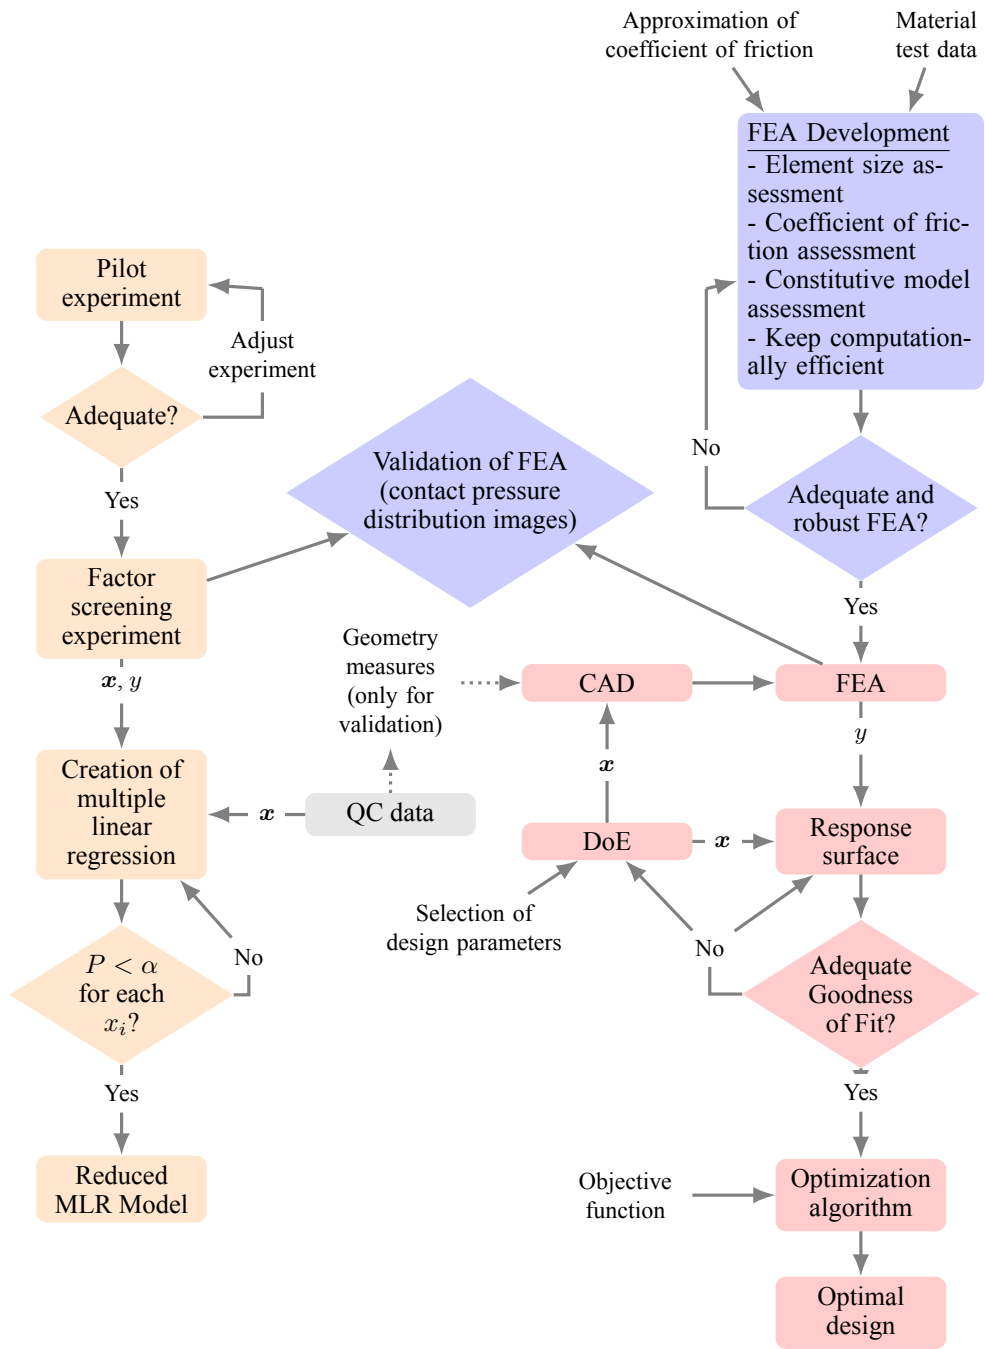 Approximation of
coefficient of friction
Material
test data
FEA Development
- Element size as-
sessment
- Coefficient of fric-
tion assessment
- Constitutive model
assessment
- Keep computation-
ally efficient
Pilot
experiment
Adjust
experiment
Adequate?
Yes
Validation of FEA
(contact pressure
distribution images)
No
Adequate and
robust FEA?
Yes
Factor
screening
experiment
x, y
Geometry
measures
(only for
validation)
CAD
FEA
y
x
Creation of
multiple
linear
regression
x
QC data
DoE
x
Response
surface
Selection of
design parameters
No
No
P < α
for each
xᵢ?
Adequate
Goodness
of Fit?
Yes
Yes
Reduced
MLR Model
Objective
function
Optimization
algorithm
Optimal
design